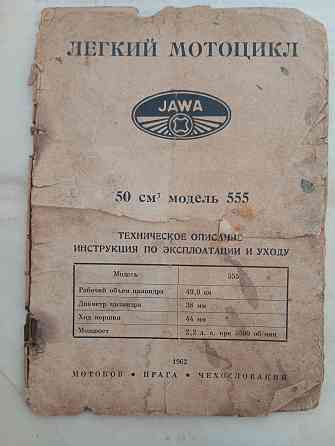 ЛЕГКИЙ МОТОЦИКЛ
JAWA
50 см³ модель 555
ТЕХНИЧЕСКОЕ ОПИСАНИЕ
ИНСТРУКЦИЯ ПО ЭКСПЛОАТАЦИИ И УХОДУ
Модель 555
Рабочий объем цилиндра 49,9 см
Диаметр цилиндра 38 мм
Ход поршня 44 мм
Мощност 2,2 л. с. при 5500 об/мин
1962
МОТОКОВ • ПРАГА • ЧЕХОСЛОВАКИЯ